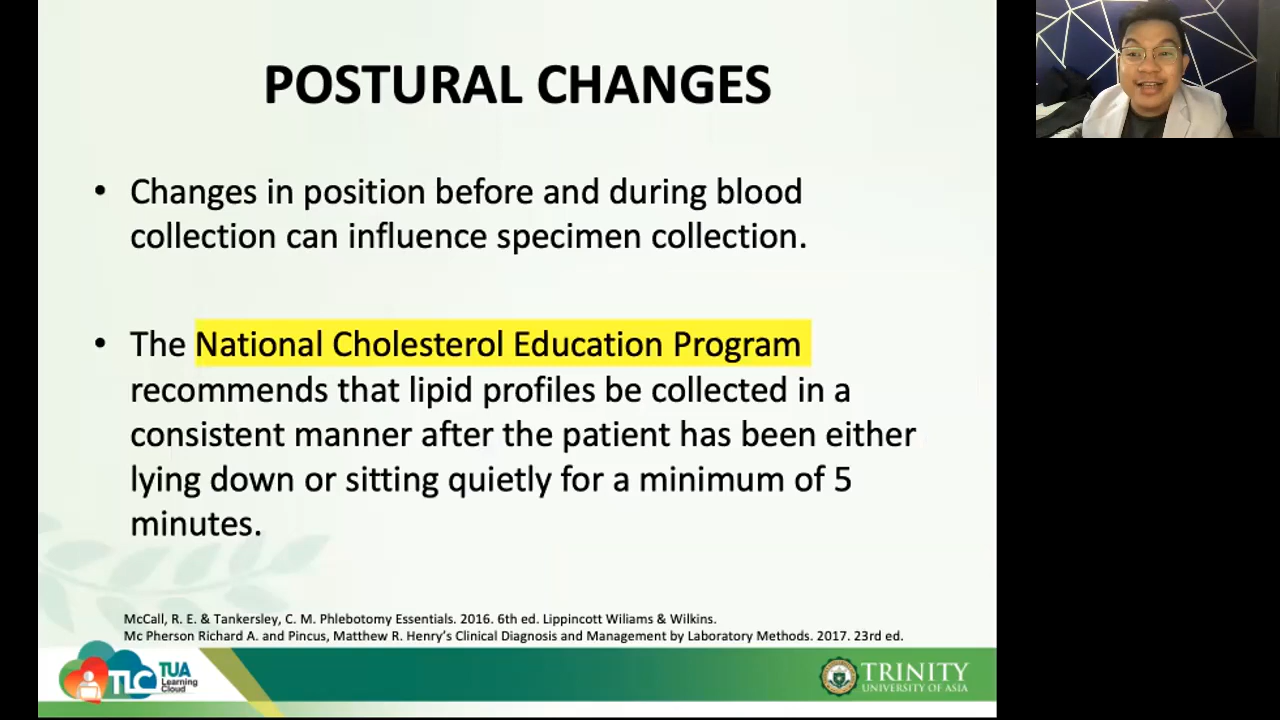 POSTURAL CHANGES
• Changes in position before and during blood
collection can influence specimen collection.
• The National Cholesterol Education Program
recommends that lipid profiles be collected in a
consistent manner after the patient has been either
lying down or sitting quietly for a minimum of 5
minutes.
McCall, R. E. & Tankersley, C. M. Phlebotomy Essentials. 2016. 6th ed. Lippincott Wiliams & Wilkins.
Mc Pherson Richard A. and Pincus, Matthew R. Henry's Clinical Diagnosis and Management by Laboratory Methods. 2017. 23rd ed.
TLC
TUA
Learning
Cloud
TRINITY
UNIVERSITY OF ASIA